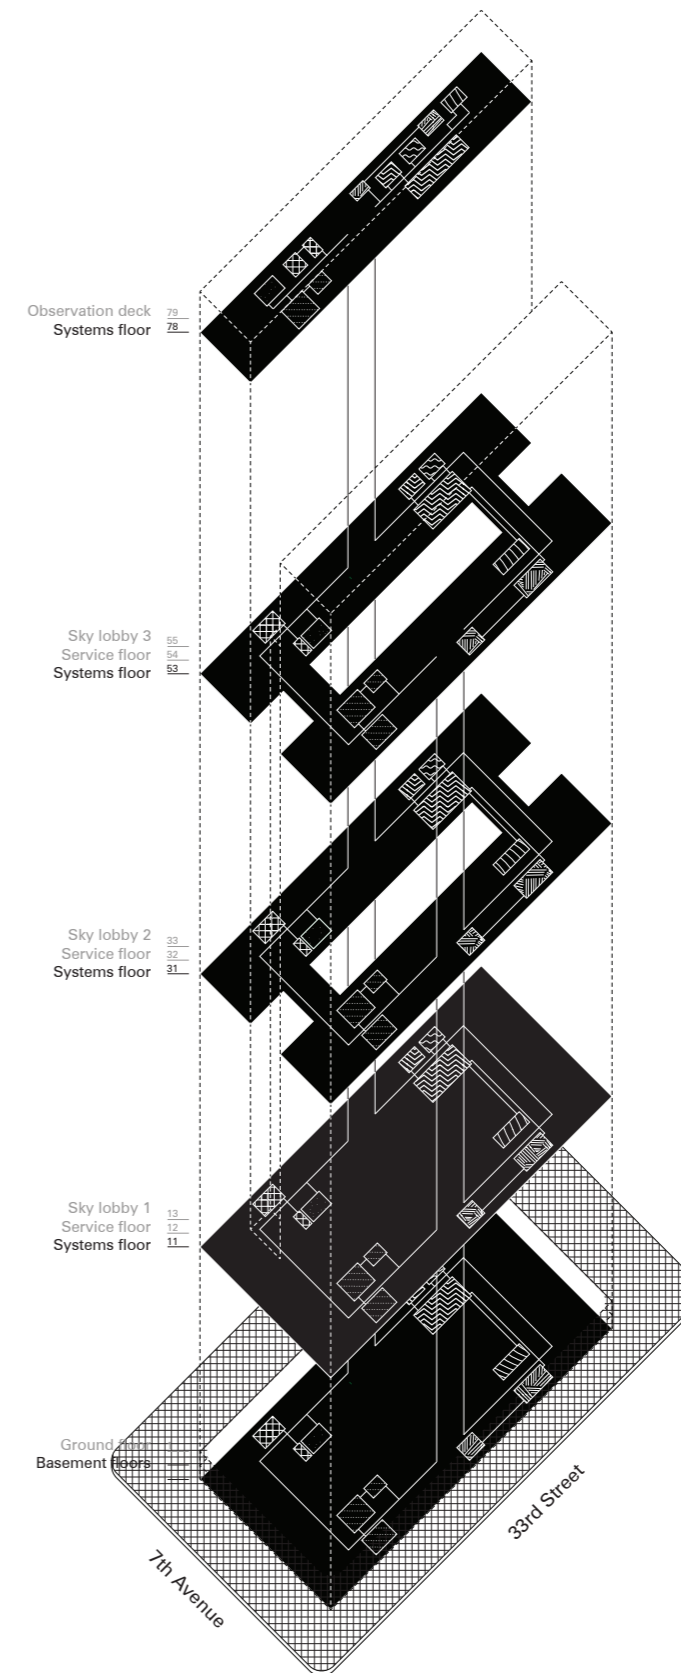 Observation deck 79
Systems floor 78
Sky lobby 3 55
Service floor 54
Systems floor 53
Sky lobby 2 33
Service floor 32
Systems floor 31
Sky lobby 1 13
Service floor 12
Systems floor 11
Ground floor
Basement floors
7th Avenue
33rd Street